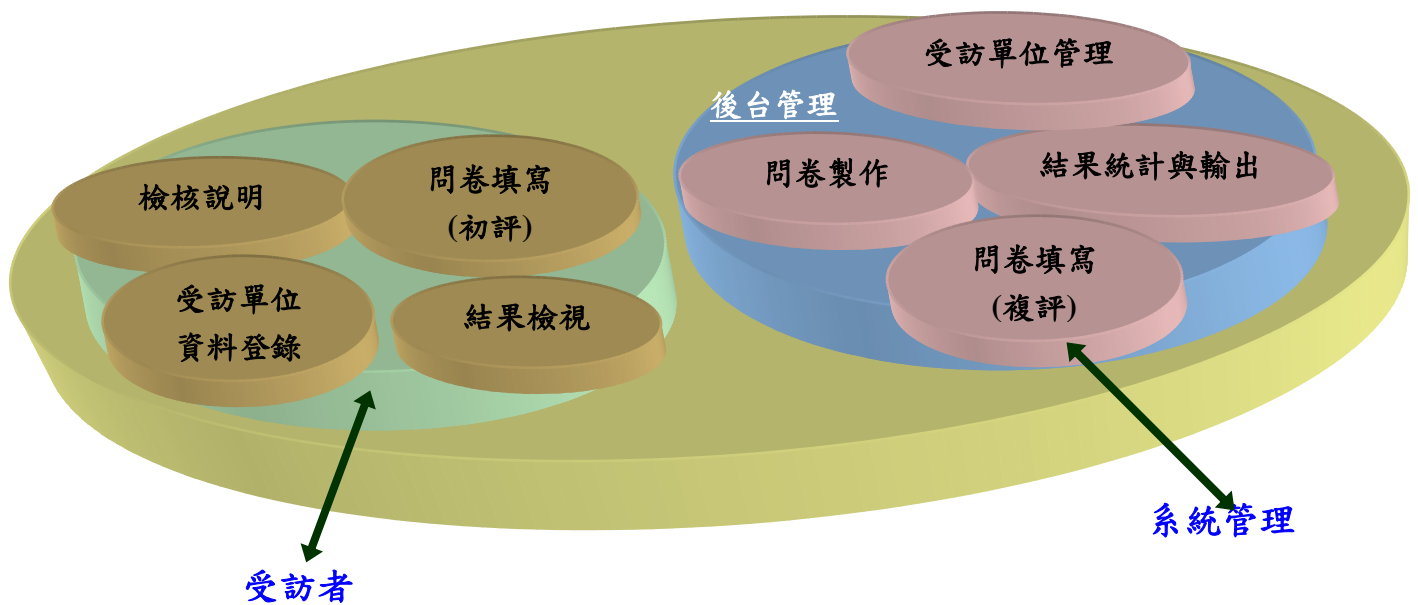 受訪單位管理
後台管理
問卷製作
結果統計與輸出
問卷填寫
(複評)
檢核說明
問卷填寫
(初評)
受訪單位
資料登錄
結果檢視
系統管理
受訪者